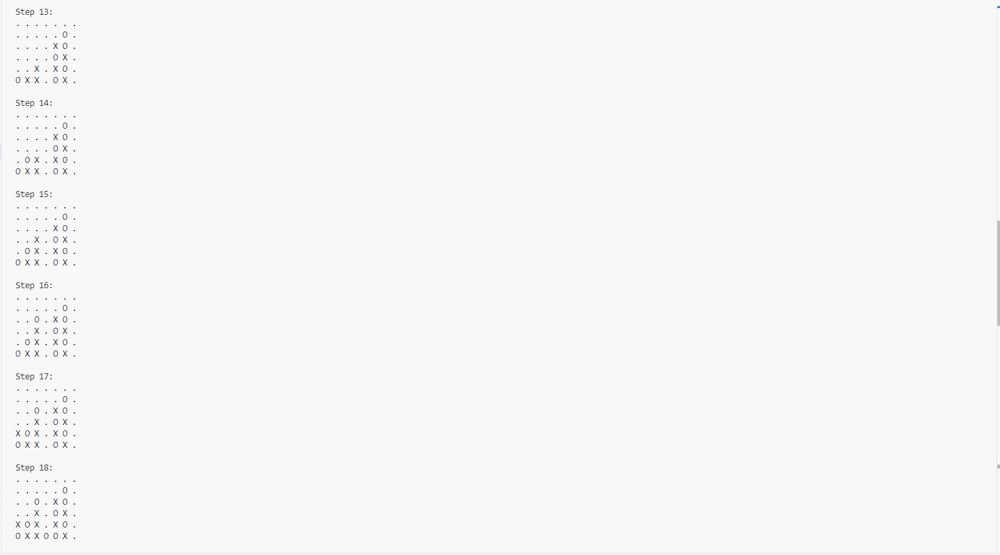 Step 13:
. . . . . . .
. . . . . O .
. . . . X O .
. . . . O X .
. . X . X O .
O X X . O X .
Step 14:
. . . . . . .
. . . . . O .
. . . . X O .
. . . . O X .
. O X . X O .
O X X . O X .
Step 15:
. . . . . . .
. . . . . O .
. . . . X O .
. . X . O X .
. O X . X O .
O X X . O X .
Step 16:
. . . . . . .
. . . . . O .
. . O . X O .
. . X . O X .
. O X . X O .
O X X . O X .
Step 17:
. . . . . . .
. . . . . O .
. . O . X O .
. . X . O X .
X O X . X O .
O X X . O X .
Step 18:
. . . . . . .
. . . . . O .
. . O . X O .
. . X . O X .
X O X . X O .
O X X O O X .